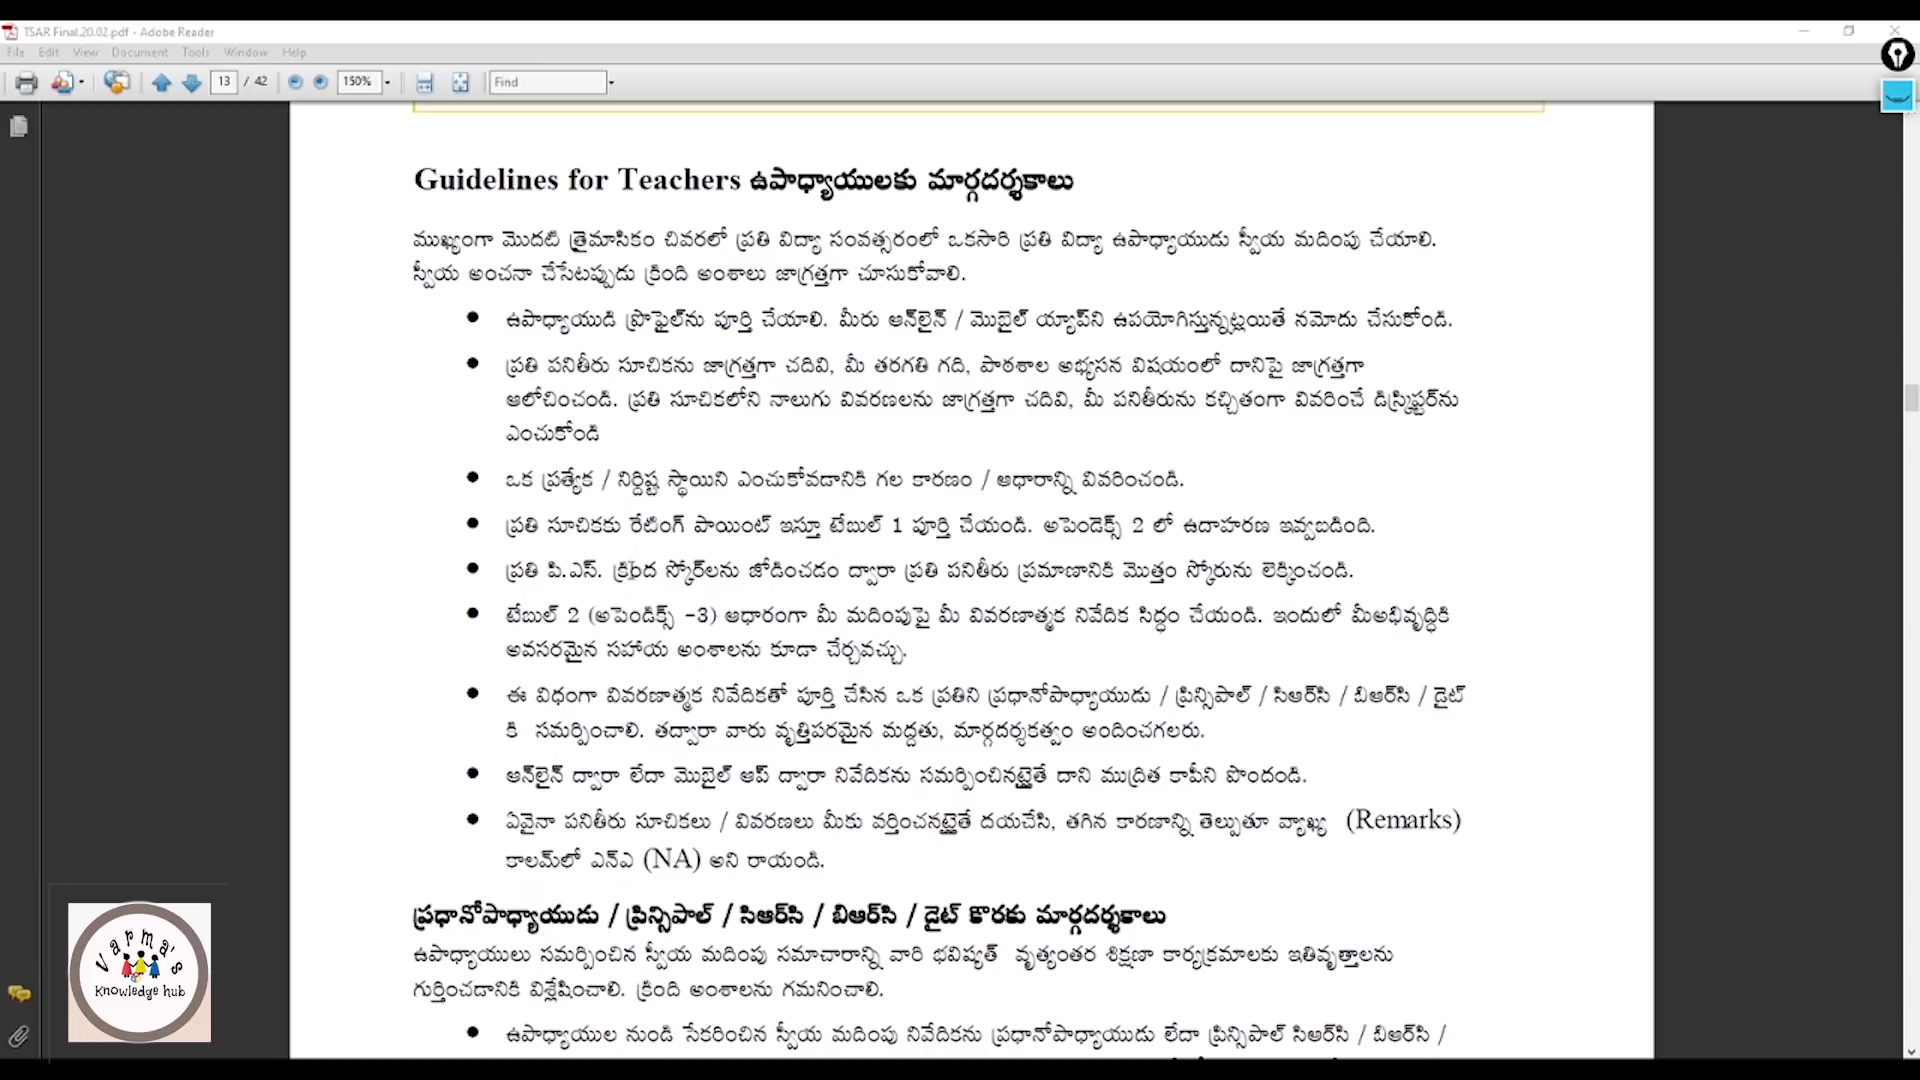 TSAR Final.20.02.pdf - Adobe Reader
File Edit View Document Tools Window Help
13 / 42 150% Find
Guidelines for Teachers ఉపాధ్యాయులకు మార్గదర్శకాలు
ముఖ్యంగా మొదటి త్రైమాసికం చివరలో ప్రతి విద్యా సంవత్సరంలో ఒకసారి ప్రతి విద్యా ఉపాధ్యాయుడు స్వీయ మదింపు చేయాలి.
స్వీయ అంచనా చేసేటప్పుడు క్రింది అంశాలు జాగ్రత్తగా చూసుకోవాలి.
● ఉపాధ్యాయుడి ప్రొఫైల్‌ను పూర్తి చేయాలి. మీరు ఆన్‌లైన్ / మొబైల్ య్యాప్‌ని ఉపయోగిస్తున్నట్లయితే నమోదు చేసుకోండి.
● ప్రతి పనితీరు సూచికను జాగ్రత్తగా చదివి, మీ తరగతి గది, పాఠశాల అభ్యసన విషయంలో దానిపై జాగ్రత్తగా
ఆలోచించండి. ప్రతి సూచికలోని నాలుగు వివరణలను జాగ్రత్తగా చదివి, మీ పనితీరును కచ్చితంగా వివరించే డిస్క్రిప్టర్‌ను
ఎంచుకోండి
● ఒక ప్రత్యేక / నిర్దిష్ట స్థాయిని ఎంచుకోవడానికి గల కారణం / ఆధారాన్ని వివరించండి.
● ప్రతి సూచికకు రేటింగ్ పాయింట్ ఇస్తూ టేబుల్ 1 పూర్తి చేయండి. అపెండెక్స్ 2 లో ఉదాహరణ ఇవ్వబడింది.
● ప్రతి పి.ఎస్. క్రింద స్కోర్‌లను జోడించడం ద్వారా ప్రతి పనితీరు ప్రమాణానికి మొత్తం స్కోరును లెక్కించండి.
● టేబుల్ 2 (అపెండిక్స్ -3) ఆధారంగా మీ మదింపుపై మీ వివరణాత్మక నివేదిక సిద్ధం చేయండి. ఇందులో మీఅభివృద్ధికి
అవసరమైన సహాయ అంశాలను కూడా చేర్చవచ్చు.
● ఈ విధంగా వివరణాత్మక నివేదికతో పూర్తి చేసిన ఒక ప్రతిని ప్రధానోపాధ్యాయుడు / ప్రిన్సిపాల్ / సిఆర్‌సి / బిఆర్‌సి / డైట్
కి సమర్పించాలి. తద్వారా వారు వృత్తిపరమైన మద్దతు, మార్గదర్శకత్వం అందించగలరు.
● ఆన్‌లైన్ ద్వారా లేదా మొబైల్ ఆప్ ద్వారా నివేదికను సమర్పించినట్లైతే దాని ముద్రిత కాపీని పొందండి.
● ఏవైనా పనితీరు సూచికలు / వివరణలు మీకు వర్తించనట్లైతే దయచేసి, తగిన కారణాన్ని తెల్పుతూ వ్యాఖ్య (Remarks)
కాలమ్‌లో ఎన్ఎ (NA) అని రాయండి.
ప్రధానోపాధ్యాయుడు / ప్రిన్సిపాల్ / సిఆర్‌సి / బిఆర్‌సి / డైట్ కొరకు మార్గదర్శకాలు
ఉపాధ్యాయులు సమర్పించిన స్వీయ మదింపు సమాచారాన్ని వారి భవిష్యత్ వృత్యంతర శిక్షణా కార్యక్రమాలకు ఇతివృత్తాలను
గుర్తించడానికి విశ్లేషించాలి. క్రింది అంశాలను గమనించాలి.
● ఉపాధ్యాయుల నుండి సేకరించిన స్వీయ మదింపు నివేదికను ప్రధానోపాధ్యాయుడు లేదా ప్రిన్సిపాల్ సిఆర్‌సి / బిఆర్‌సి /
Varma's
Knowledge hub